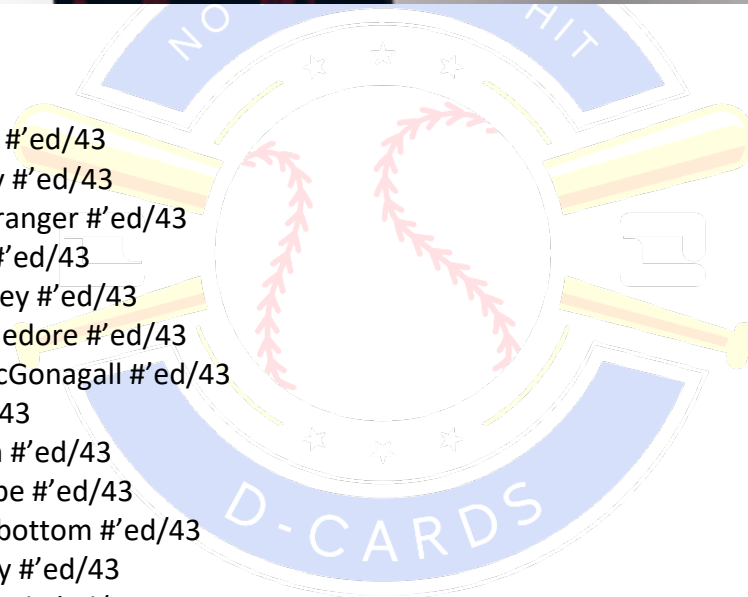 NO HIT
#'ed/43
y #'ed/43
ranger #'ed/43
#'ed/43
ey #'ed/43
edore #'ed/43
cGonagall #'ed/43
43
#'ed/43
be #'ed/43
bottom #'ed/43
y #'ed/43
D-CARDS